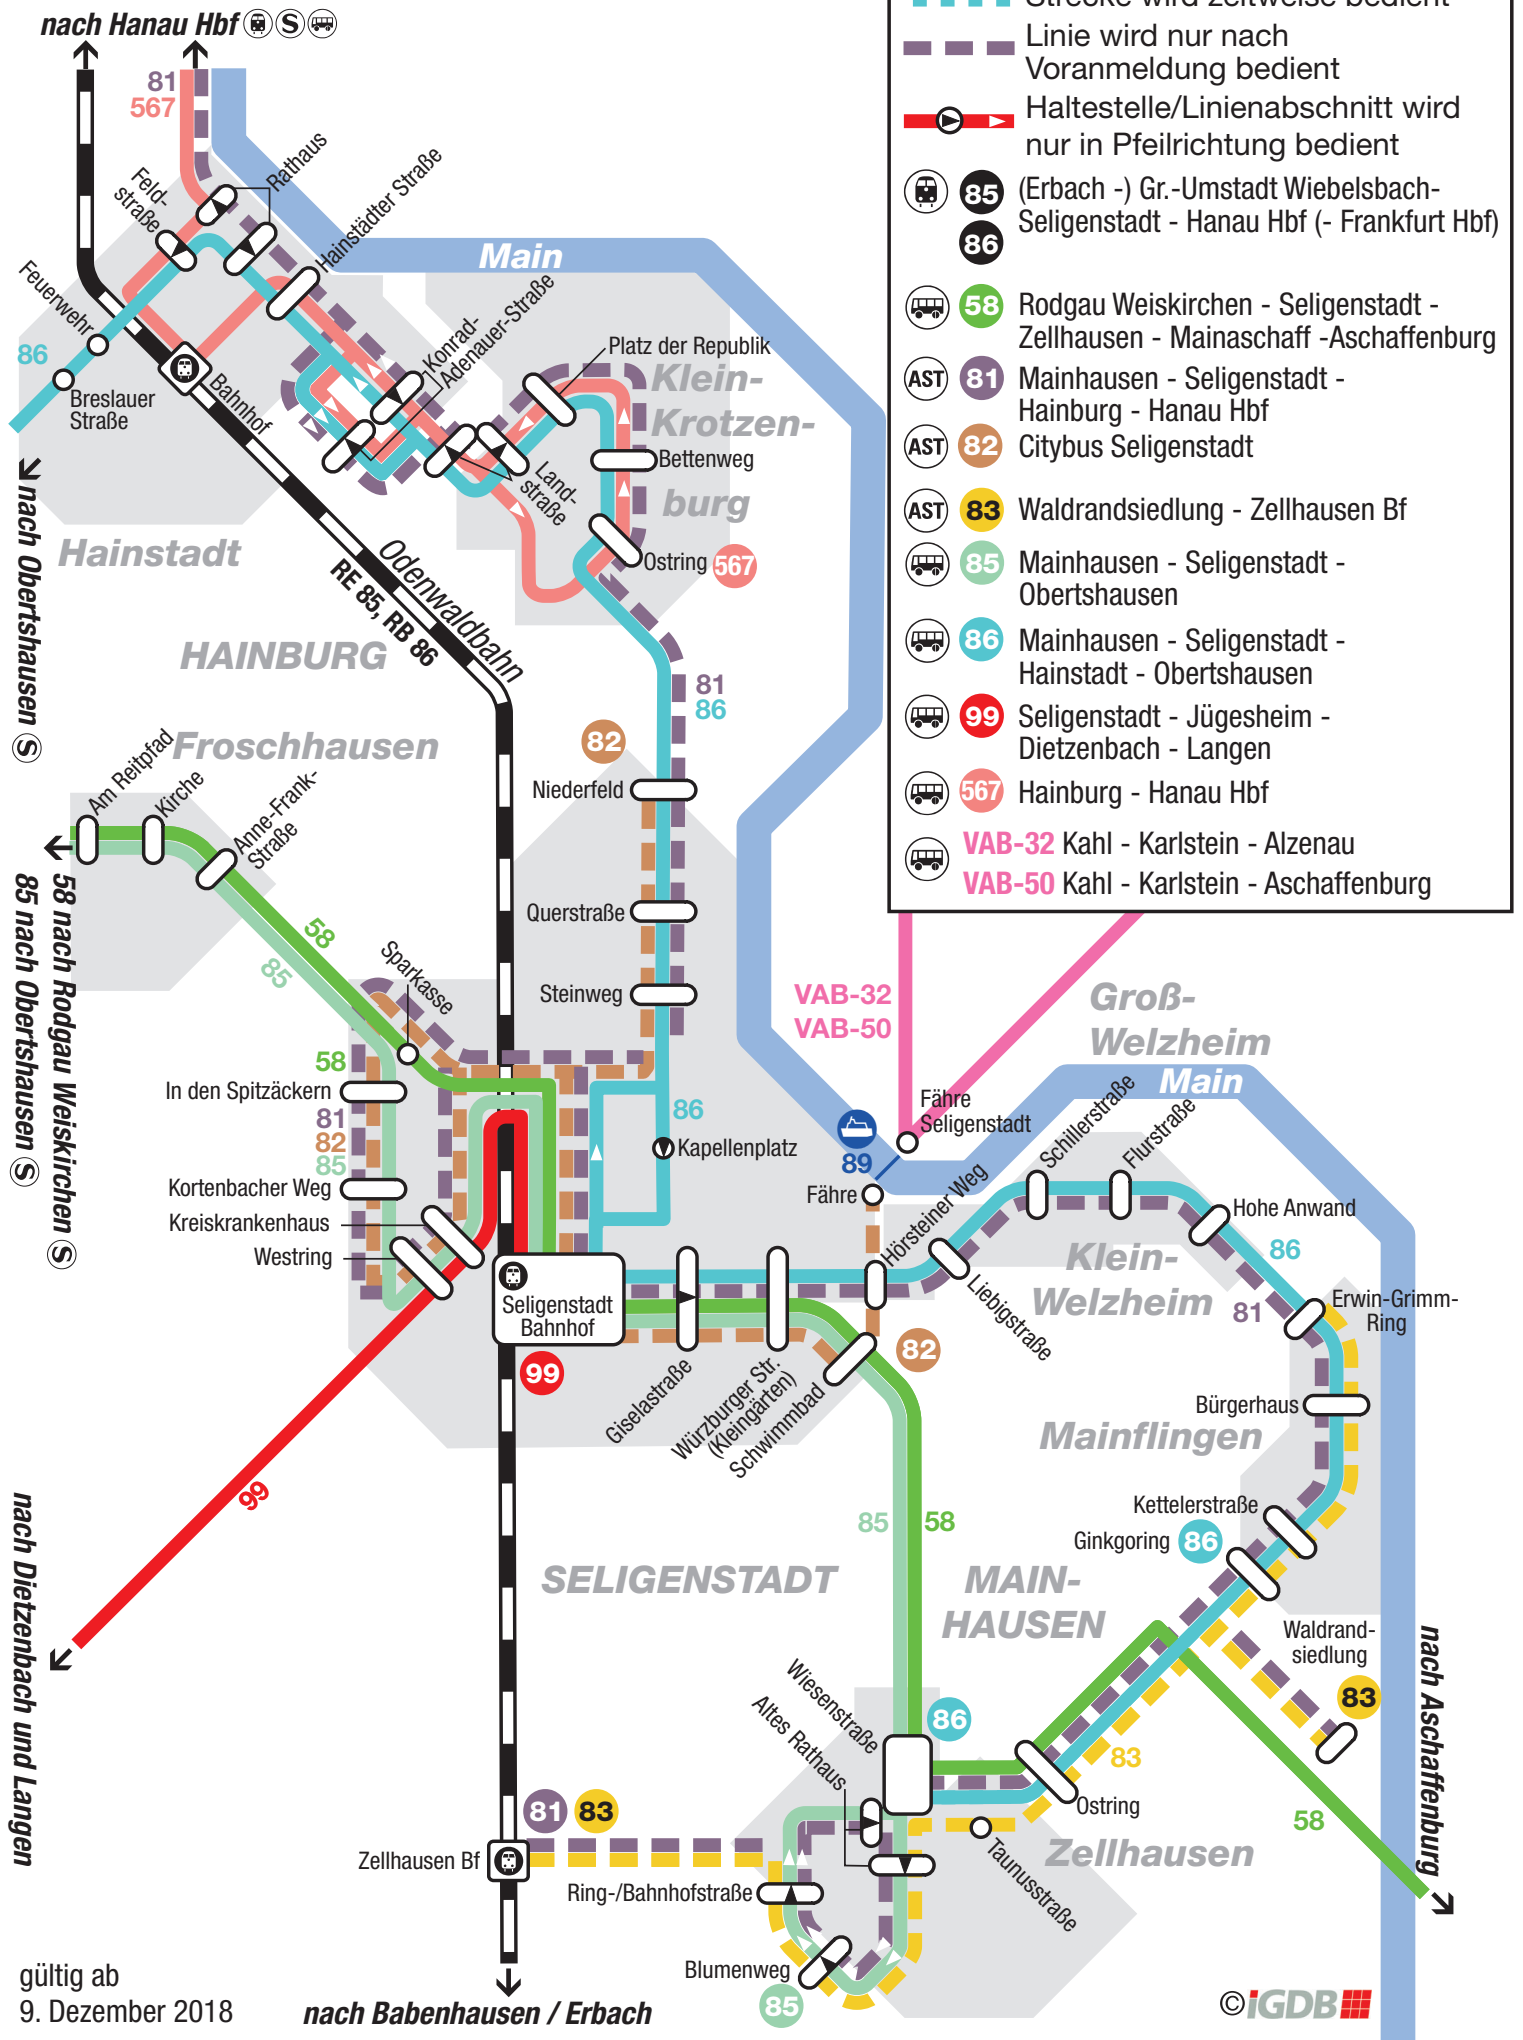 nach Hanau Hbf S
81
567
Rathaus
Feld-
straße
Hainstädter Straße
Feuerwehr
86
Breslauer
Straße
Bahnhof
Konrad-
Adenauer-Straße
Main
Platz der Republik
Klein-
Krotzen-
burg
Bettenweg
Land-
straße
Ostring 567
nach Obertshausen S
Hainstadt
Odenwaldbahn
RE 85, RB 86
HAINBURG
81
86
Froschhausen
Am Reitpfad
Kirche
Anne-Frank-
Straße
82
Niederfeld
Querstraße
Steinweg
58 nach Rodgau Weiskirchen S
85 nach Obertshausen S
58
85
Sparkasse
58
In den Spitzäckern
81
82
85
Kortenbacher Weg
Kreiskrankenhaus
Westring
86
Kapellenplatz
Seligenstadt
Bahnhof
99
99
nach Dietzenbach und Langen
Giselastraße
Würzburger Str.
(Kleingärten)
Schwimmbad
82
Fähre
89
Fähre
Seligenstadt
VAB-32
VAB-50
Groß-
Welzheim
Main
Hörsteiner Weg
Liebigstraße
Schillerstraße
Flurstraße
Hohe Anwand
Klein-
Welzheim
86
81
Erwin-Grimm-
Ring
Bürgerhaus
Mainflingen
Kettelerstraße
Ginkgoring 86
85
58
SELIGENSTADT
MAIN-
HAUSEN
Waldrand-
siedlung
83
nach Aschaffenburg
Wiesenstraße
Altes Rathaus
86
83
Ostring
58
Taunusstraße
Zellhausen
81 83
Zellhausen Bf
Ring-/Bahnhofstraße
Blumenweg
85
nach Babenhausen / Erbach
gültig ab
9. Dezember 2018
©iGDB
Strecke wird zeitweise bedient
Linie wird nur nach
Voranmeldung bedient
Haltestelle/Linienabschnitt wird
nur in Pfeilrichtung bedient
85 (Erbach -) Gr.-Umstadt Wiebelsbach-
86 Seligenstadt - Hanau Hbf (- Frankfurt Hbf)
58 Rodgau Weiskirchen - Seligenstadt -
Zellhausen - Mainaschaff -Aschaffenburg
AST 81 Mainhausen - Seligenstadt -
Hainburg - Hanau Hbf
AST 82 Citybus Seligenstadt
AST 83 Waldrandsiedlung - Zellhausen Bf
85 Mainhausen - Seligenstadt -
Obertshausen
86 Mainhausen - Seligenstadt -
Hainstadt - Obertshausen
99 Seligenstadt - Jügesheim -
Dietzenbach - Langen
567 Hainburg - Hanau Hbf
VAB-32 Kahl - Karlstein - Alzenau
VAB-50 Kahl - Karlstein - Aschaffenburg